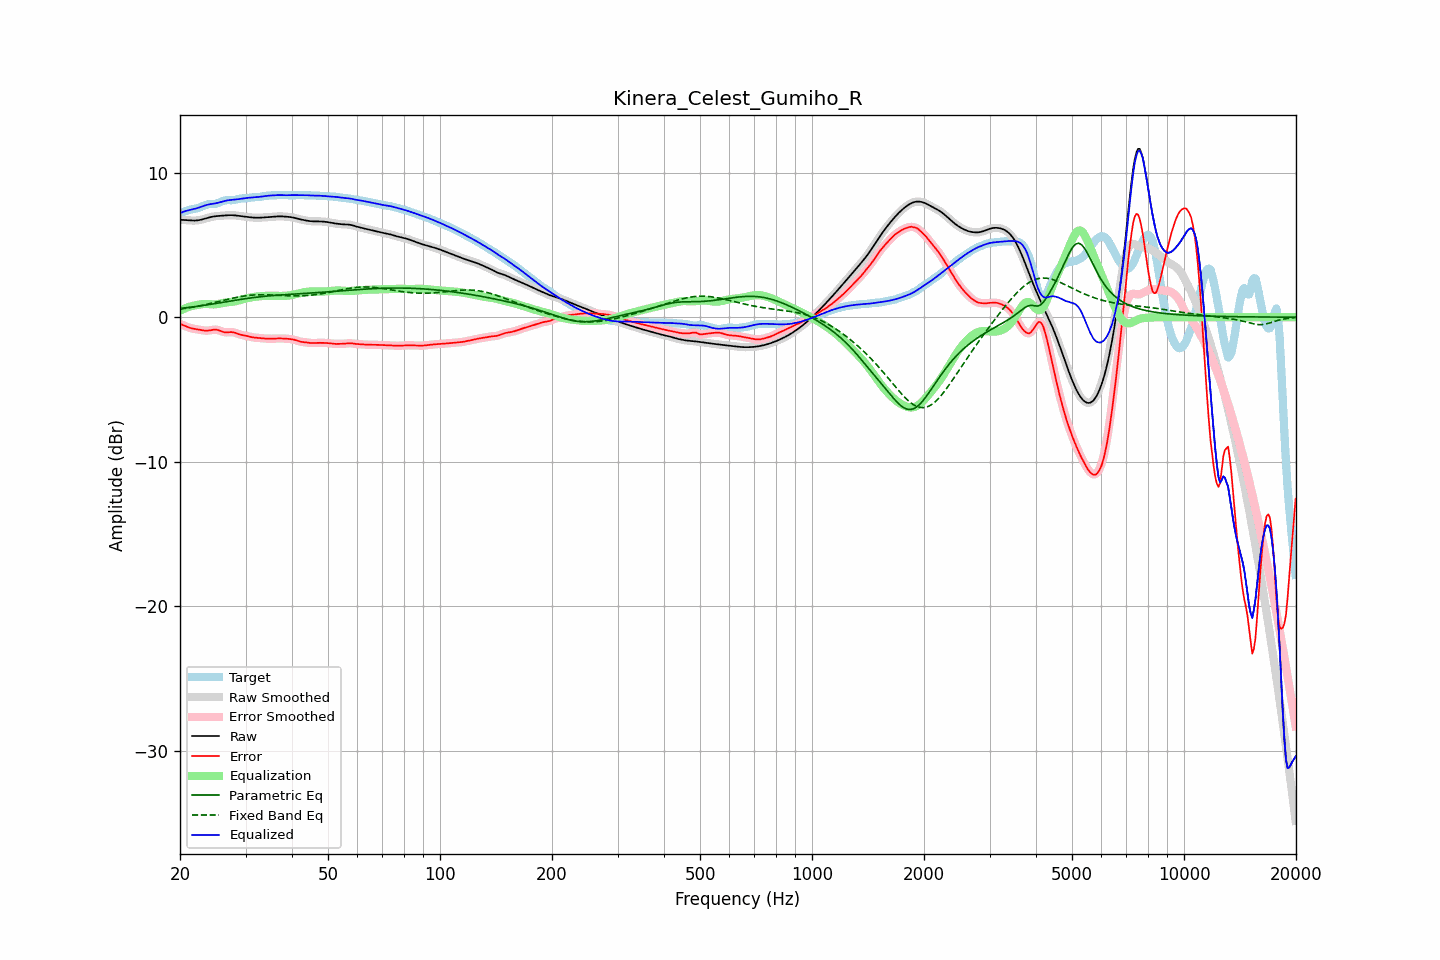 Kinera_Celest_Gumiho_R
Amplitude (dBr)
10
0
−10
−20
−30
Target
Raw Smoothed
Error Smoothed
Raw
Error
Equalization
Parametric Eq
Fixed Band Eq
Equalized
20 50 100 200 500 1000 2000 5000 10000 20000
Frequency (Hz)